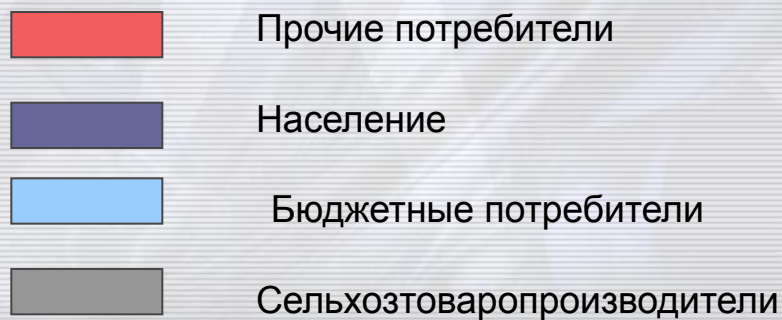 Прочие потребители
Население
Бюджетные потребители
Сельхозтоваропроизводители